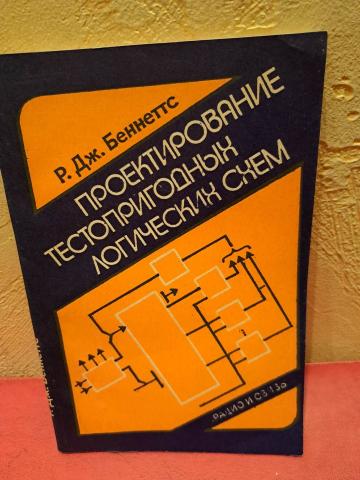 Р. Дж. Беннеттс
ПРОЕКТИРОВАНИЕ
ТЕСТОПРИГОДНЫХ
ЛОГИЧЕСКИХ СХЕМ
РАДИО И СВЯЗЬ